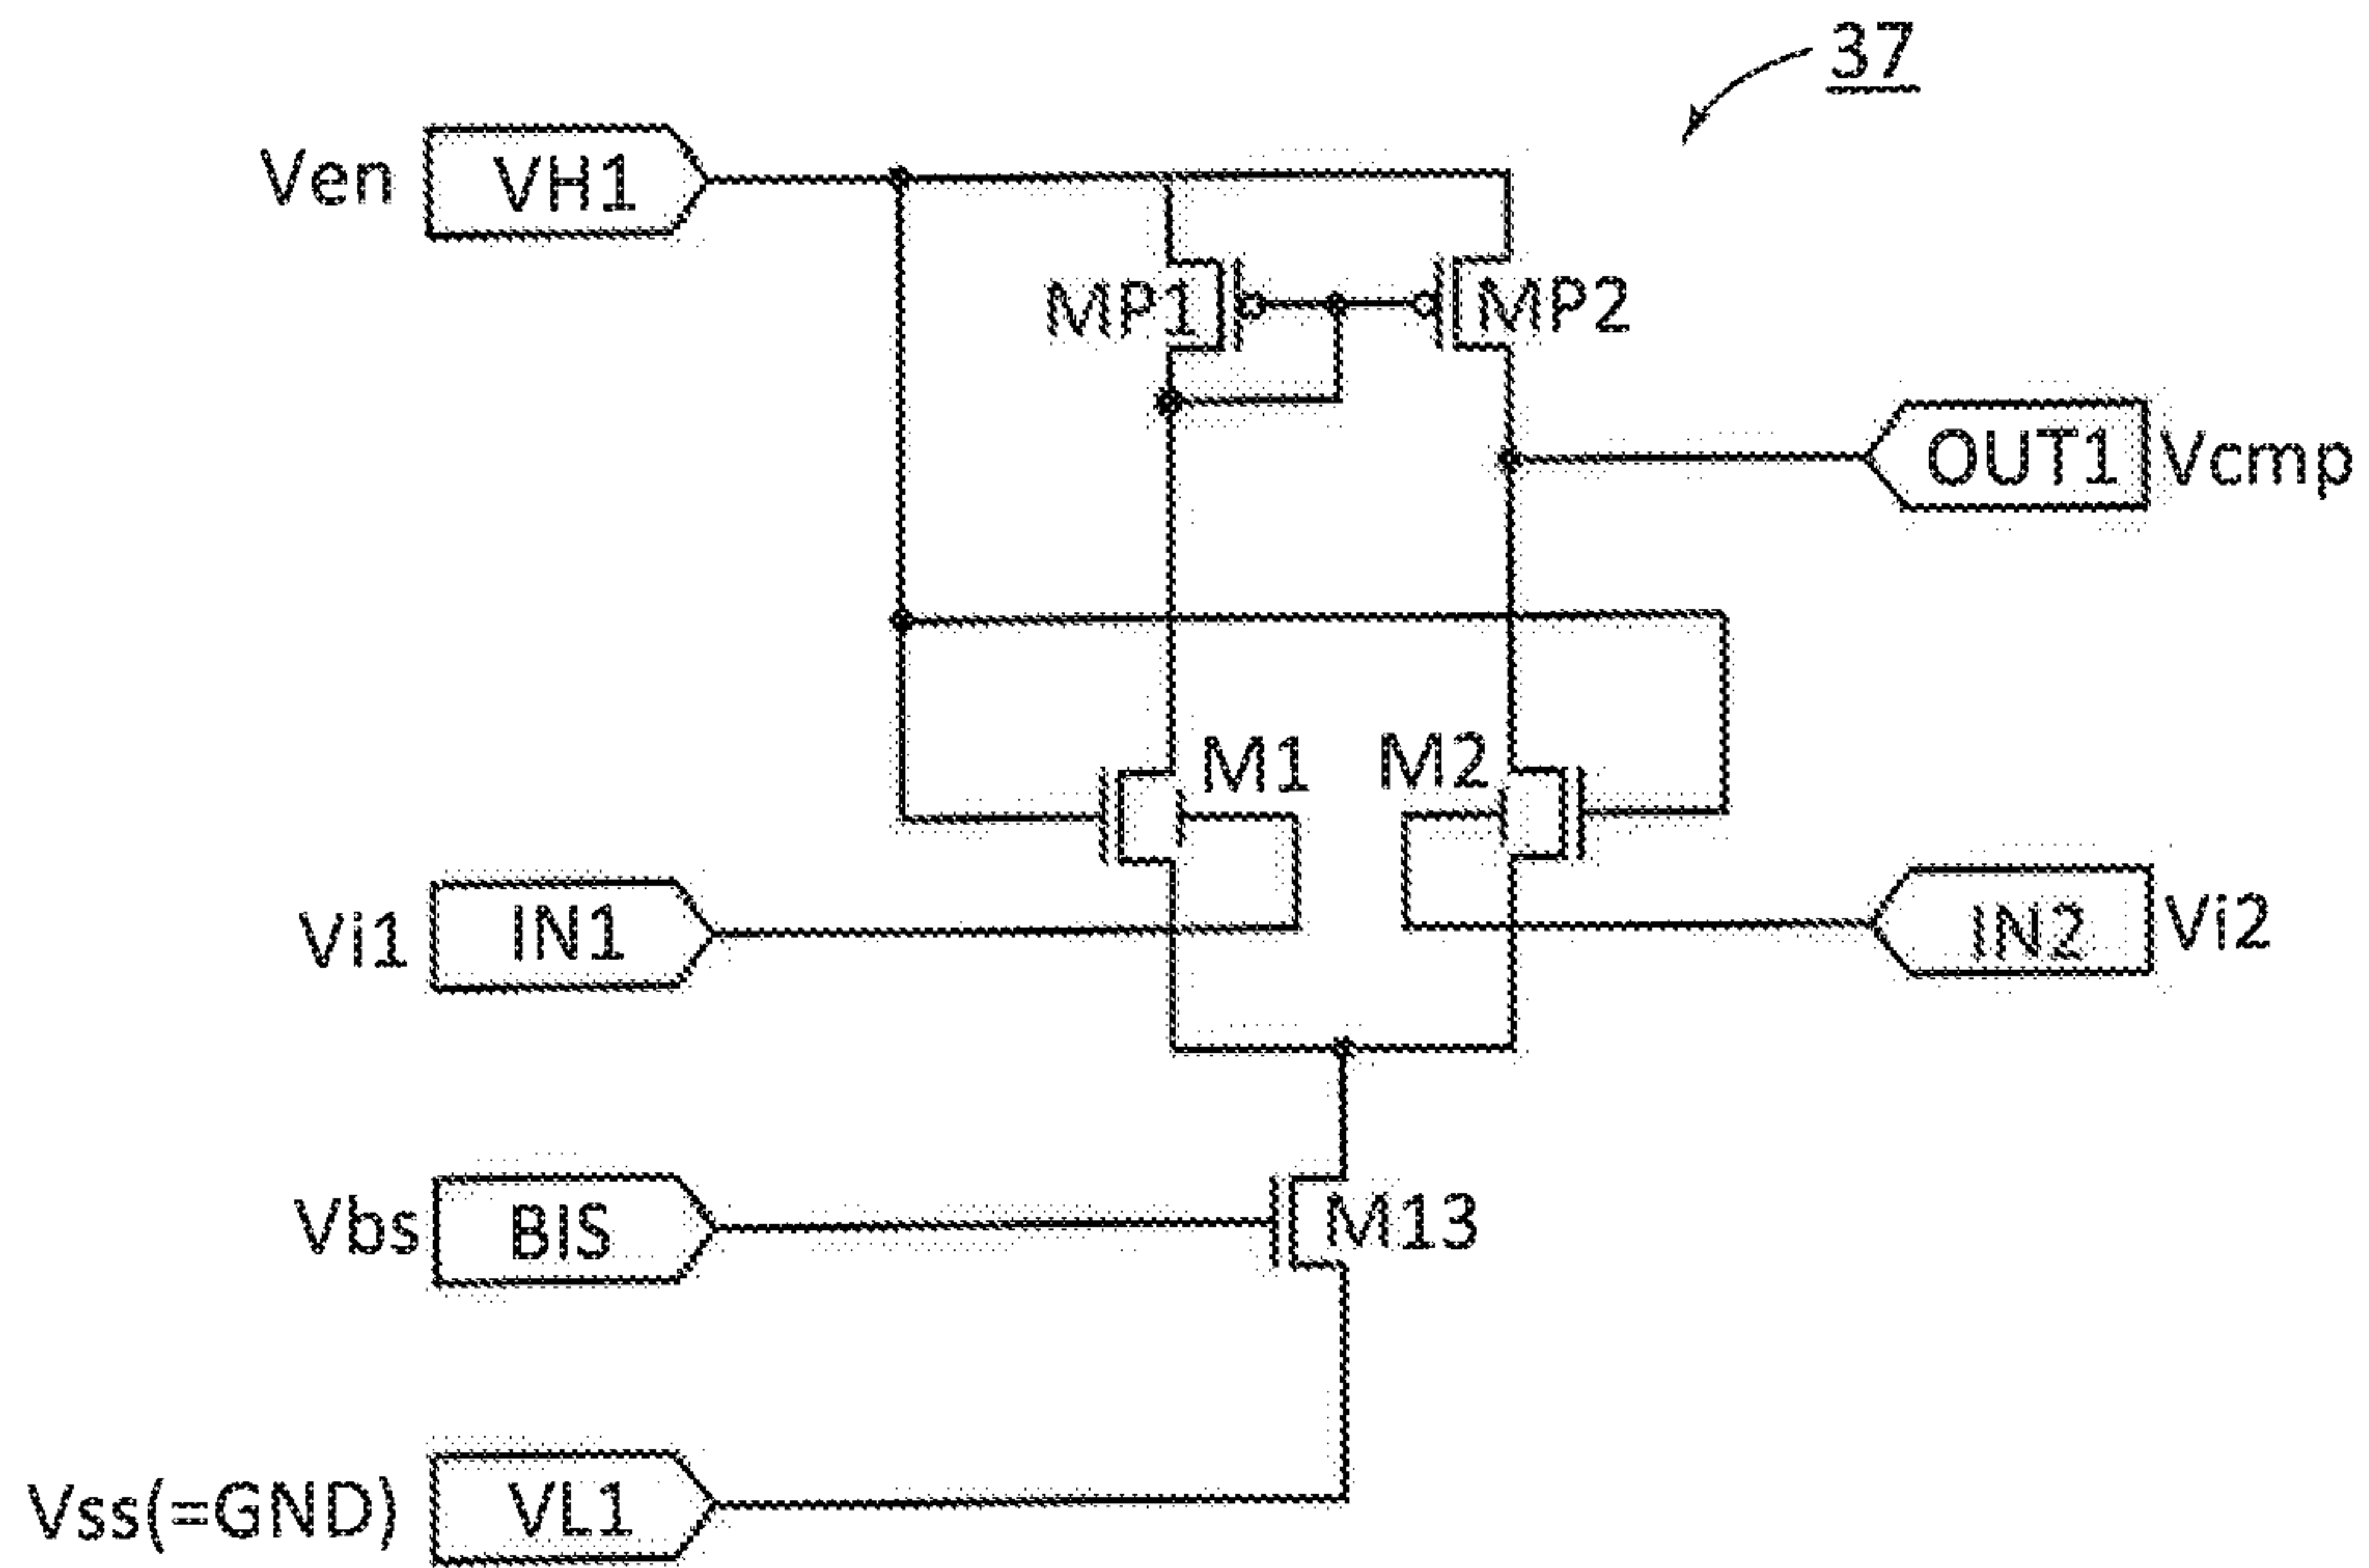 37
Ven VH1
MP1 MP2
OUT1 Vcmp
M1 M2
Vi1 IN1
IN2 Vi2
Vbs BIS M13
Vss(=GND) VL1